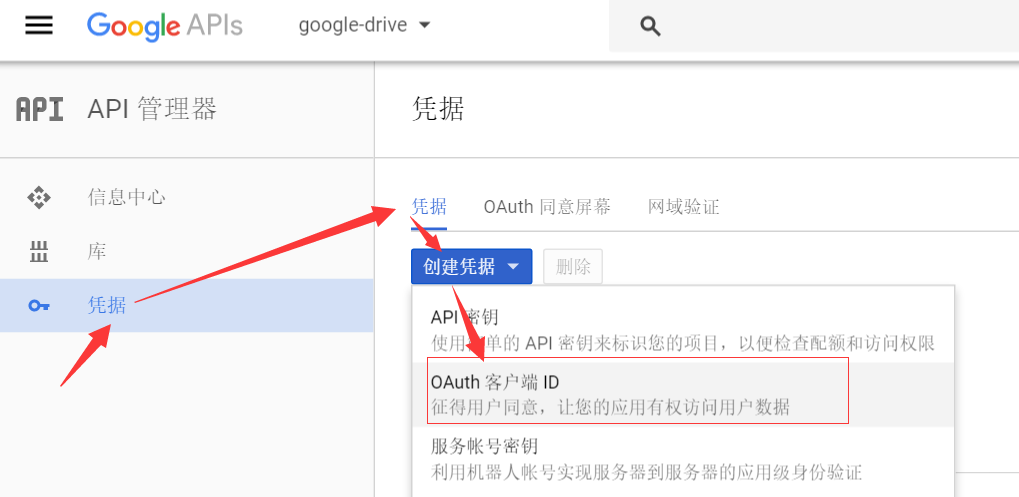 Google APIs
google-drive
API API 管理器
凭据
信息中心
库
凭据
凭据 OAuth 同意屏幕 网域验证
创建凭据 删除
API 密钥
使用单的 API 密钥来标识您的项目，以便检查配额和访问权限
OAuth 客户端 ID
征得用户同意，让您的应用有权访问用户数据
服务帐号密钥
利用机器人帐号实现服务器到服务器的应用级身份验证